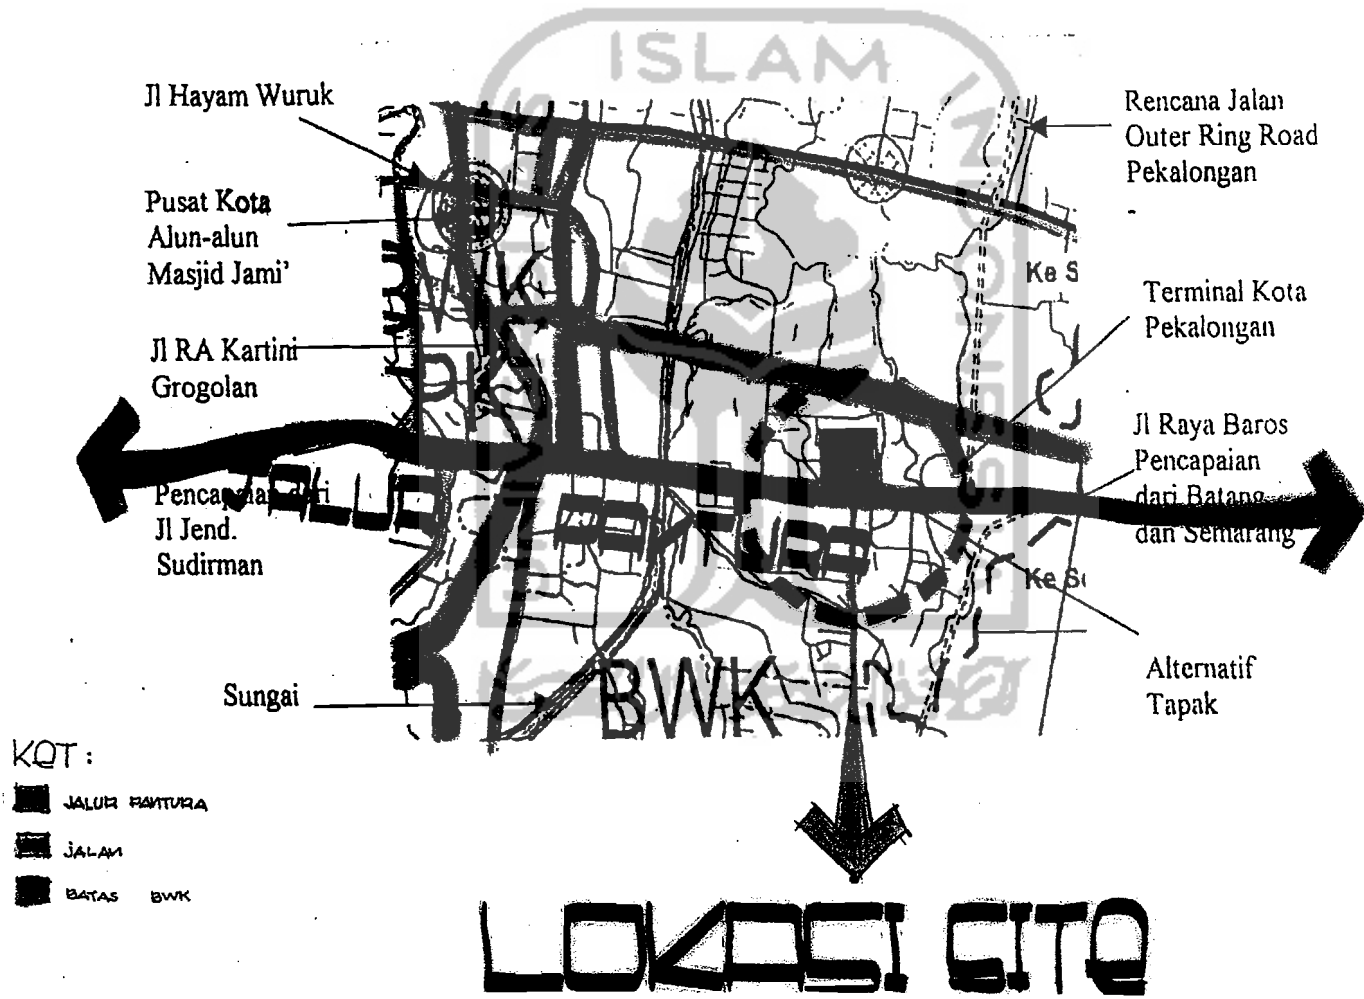 ISLAM
Jl Hayam Wuruk
Rencana Jalan
Outer Ring Road
Pekalongan
Pusat Kota
Alun-alun
Masjid Jami'
Ke S
Terminal Kota
Pekalongan
Jl RA Kartini
Grogolan
Jl Raya Baros
Pencapaian
dari Batang
dan Semarang
Pencapaian dari
Jl Jend.
Sudirman
Alternatif
Tapak
Sungai
BWK
KET:
JALUR PANTURA
JALAN
BATAS BWK
LOKASI SITE